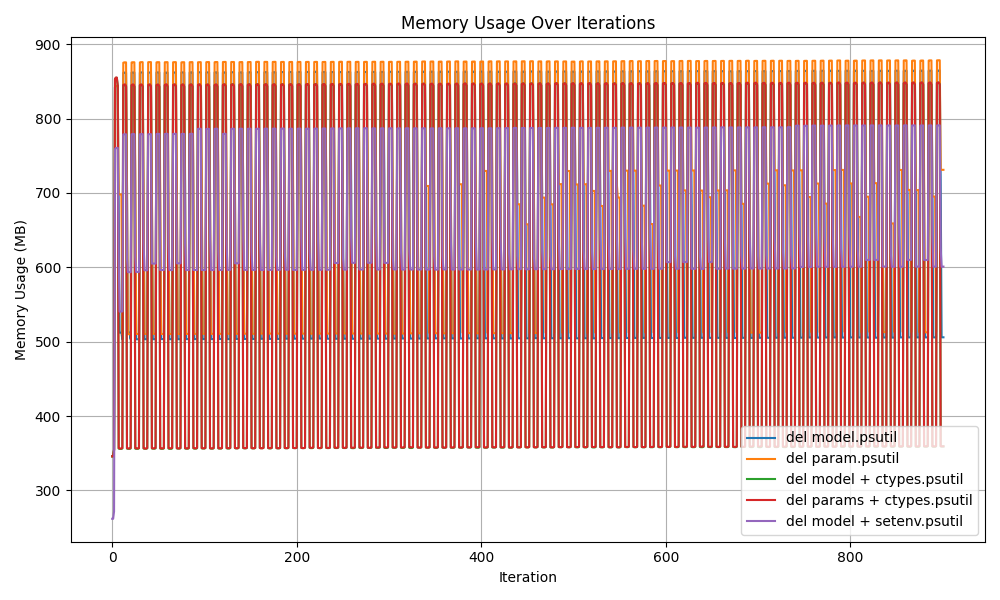 Memory Usage Over Iterations
Memory Usage (MB)
900
800
700
600
500
400
300
0
200
400
600
800
Iteration
del model.psutil
del param.psutil
del model + ctypes.psutil
del params + ctypes.psutil
del model + setenv.psutil